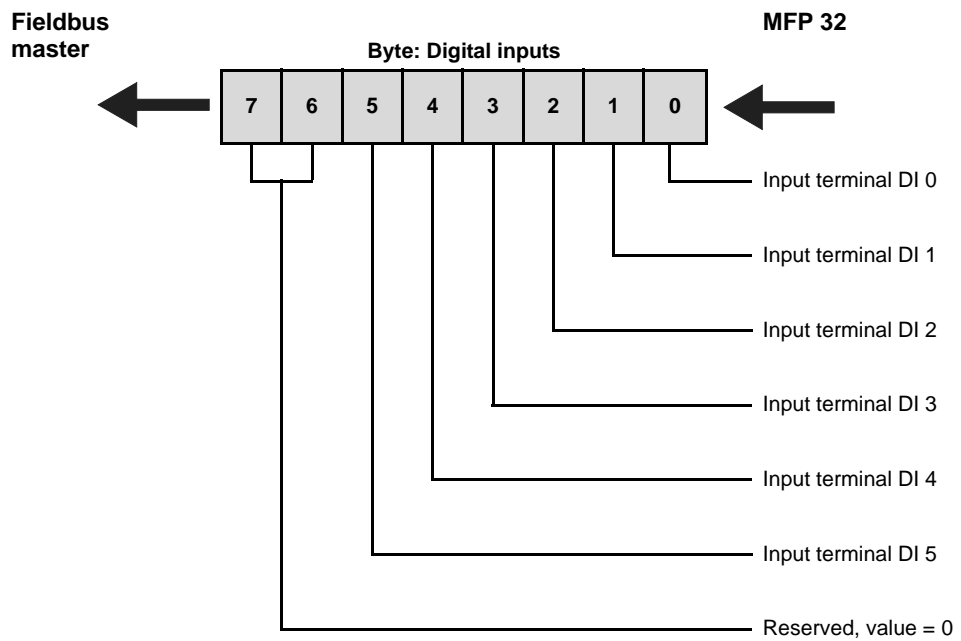 Fieldbus
master
MFP 32
Byte: Digital inputs
7 6 5 4 3 2 1 0
Input terminal DI 0
Input terminal DI 1
Input terminal DI 2
Input terminal DI 3
Input terminal DI 4
Input terminal DI 5
Reserved, value = 0